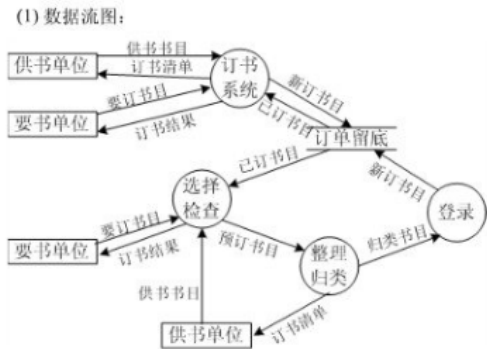 (1) 数据流图：
供书书目
供书单位
订书清单
订书
系统
新订书目
要订书目
已订书目
要书单位
订书结果
订单留底
已订书目
新订书目
选择
检查
登录
要订书目
要书单位
订书结果
预订书目
整理
归类
归类书目
供书书目
订书清单
供书单位